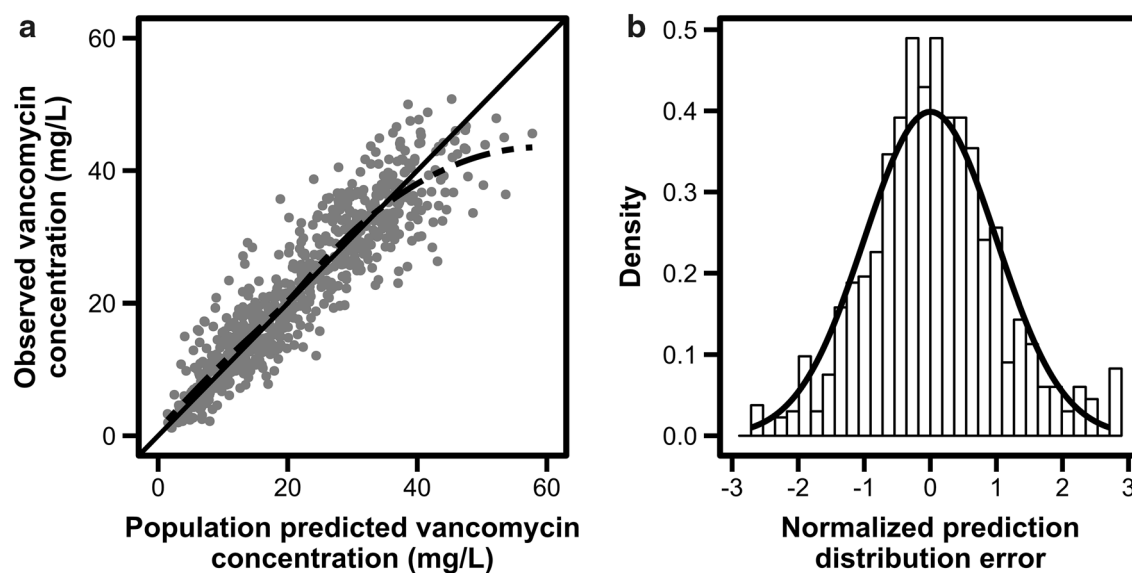 a
Observed vancomycin
concentration (mg/L)
60
40
20
0
0 20 40 60
Population predicted vancomycin
concentration (mg/L)
b
Density
0.5
0.4
0.3
0.2
0.1
0.0
-3 -2 -1 0 1 2 3
Normalized prediction
distribution error